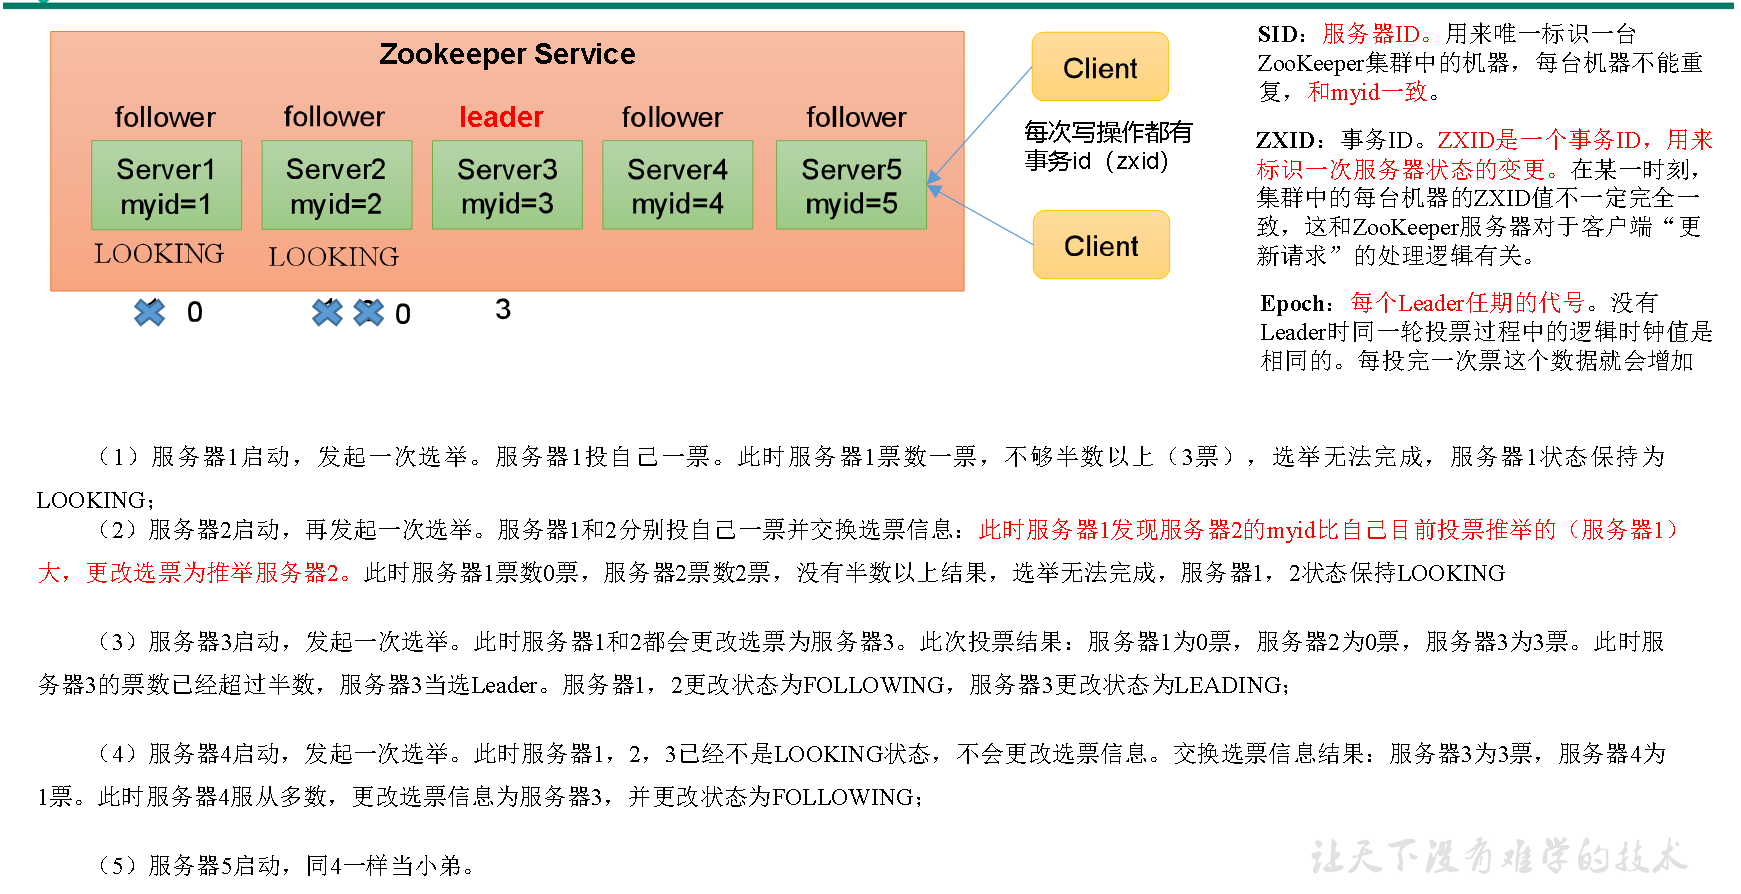 Zookeeper Service
follower
follower
leader
follower
follower
Server1
myid=1
Server2
myid=2
Server3
myid=3
Server4
myid=4
Server5
myid=5
LOOKING
LOOKING
0
0
3
Client
每次写操作都有
事务id（zxid）
Client
SID：服务器ID。用来唯一标识一台
ZooKeeper集群中的机器，每台机器不能重
复，和myid一致。
ZXID：事务ID。ZXID是一个事务ID，用来
标识一次服务器状态的变更。在某一时刻，
集群中的每台机器的ZXID值不一定完全一
致，这和ZooKeeper服务器对于客户端“更
新请求”的处理逻辑有关。
Epoch：每个Leader任期的代号。没有
Leader时同一轮投票过程中的逻辑时钟值是
相同的。每投完一次票这个数据就会增加
（1）服务器1启动，发起一次选举。服务器1投自己一票。此时服务器1票数一票，不够半数以上（3票），选举无法完成，服务器1状态保持为
LOOKING；
（2）服务器2启动，再发起一次选举。服务器1和2分别投自己一票并交换选票信息：此时服务器1发现服务器2的myid比自己目前投票推举的（服务器1）
大，更改选票为推举服务器2。此时服务器1票数0票，服务器2票数2票，没有半数以上结果，选举无法完成，服务器1，2状态保持LOOKING
（3）服务器3启动，发起一次选举。此时服务器1和2都会更改选票为服务器3。此次投票结果：服务器1为0票，服务器2为0票，服务器3为3票。此时服
务器3的票数已经超过半数，服务器3当选Leader。服务器1，2更改状态为FOLLOWING，服务器3更改状态为LEADING；
（4）服务器4启动，发起一次选举。此时服务器1，2，3已经不是LOOKING状态，不会更改选票信息。交换选票信息结果：服务器3为3票，服务器4为
1票。此时服务器4服从多数，更改选票信息为服务器3，并更改状态为FOLLOWING；
（5）服务器5启动，同4一样当小弟。
让天下没有难学的技术